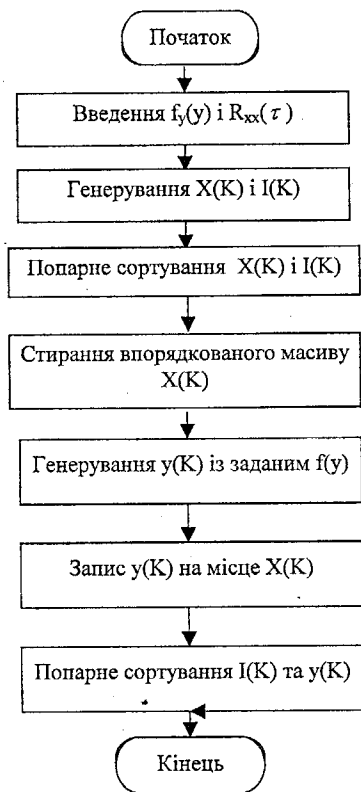 Початок
Введення fy(y) і Rxx(τ)
Генерування X(K) і I(K)
Попарне сортування X(K) і I(K)
Стирання впорядкованого масиву
X(K)
Генерування y(K) із заданим f(y)
Запис y(K) на місце X(K)
Попарне сортування I(K) та y(K)
Кінець